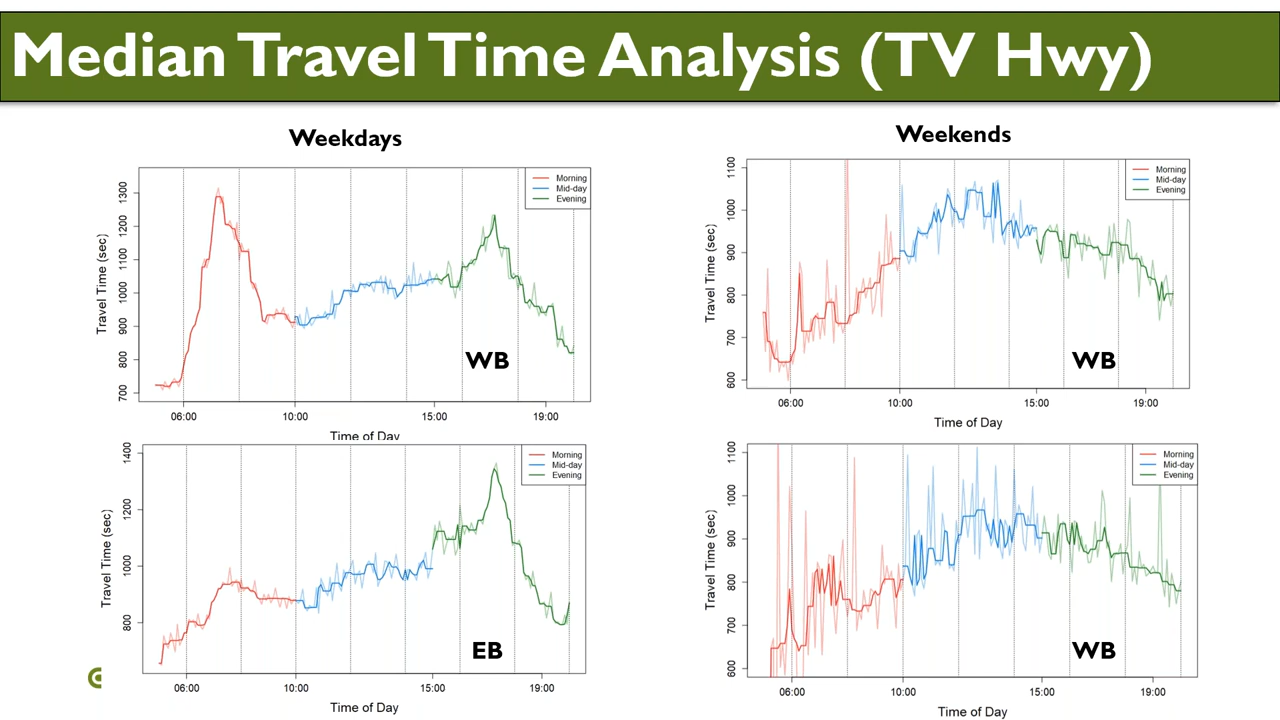 Median Travel Time Analysis (TV Hwy)
Weekdays
Travel Time (sec)
1300
1200
1100
1000
900
800
700
Morning
Mid-day
Evening
WB
06:00 10:00 15:00 19:00
Time of Day
Weekends
Travel Time (sec)
1100
1000
900
800
700
600
Morning
Mid-day
Evening
WB
06:00 10:00 15:00 19:00
Time of Day
Travel Time (sec)
1400
1200
1000
800
Morning
Mid-day
Evening
EB
06:00 10:00 15:00 19:00
Time of Day
Travel Time (sec)
1100
1000
900
800
700
600
Morning
Mid-day
Evening
WB
06:00 10:00 15:00 19:00
Time of Day